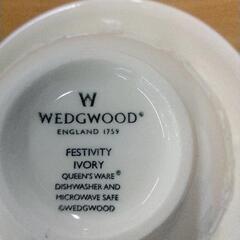 W
WEDGWOOD®
ENGLAND 1759
FESTIVITY
IVORY
QUEEN'S WARE®
DISHWASHER AND
MICROWAVE SAFE
©WEDGWOOD